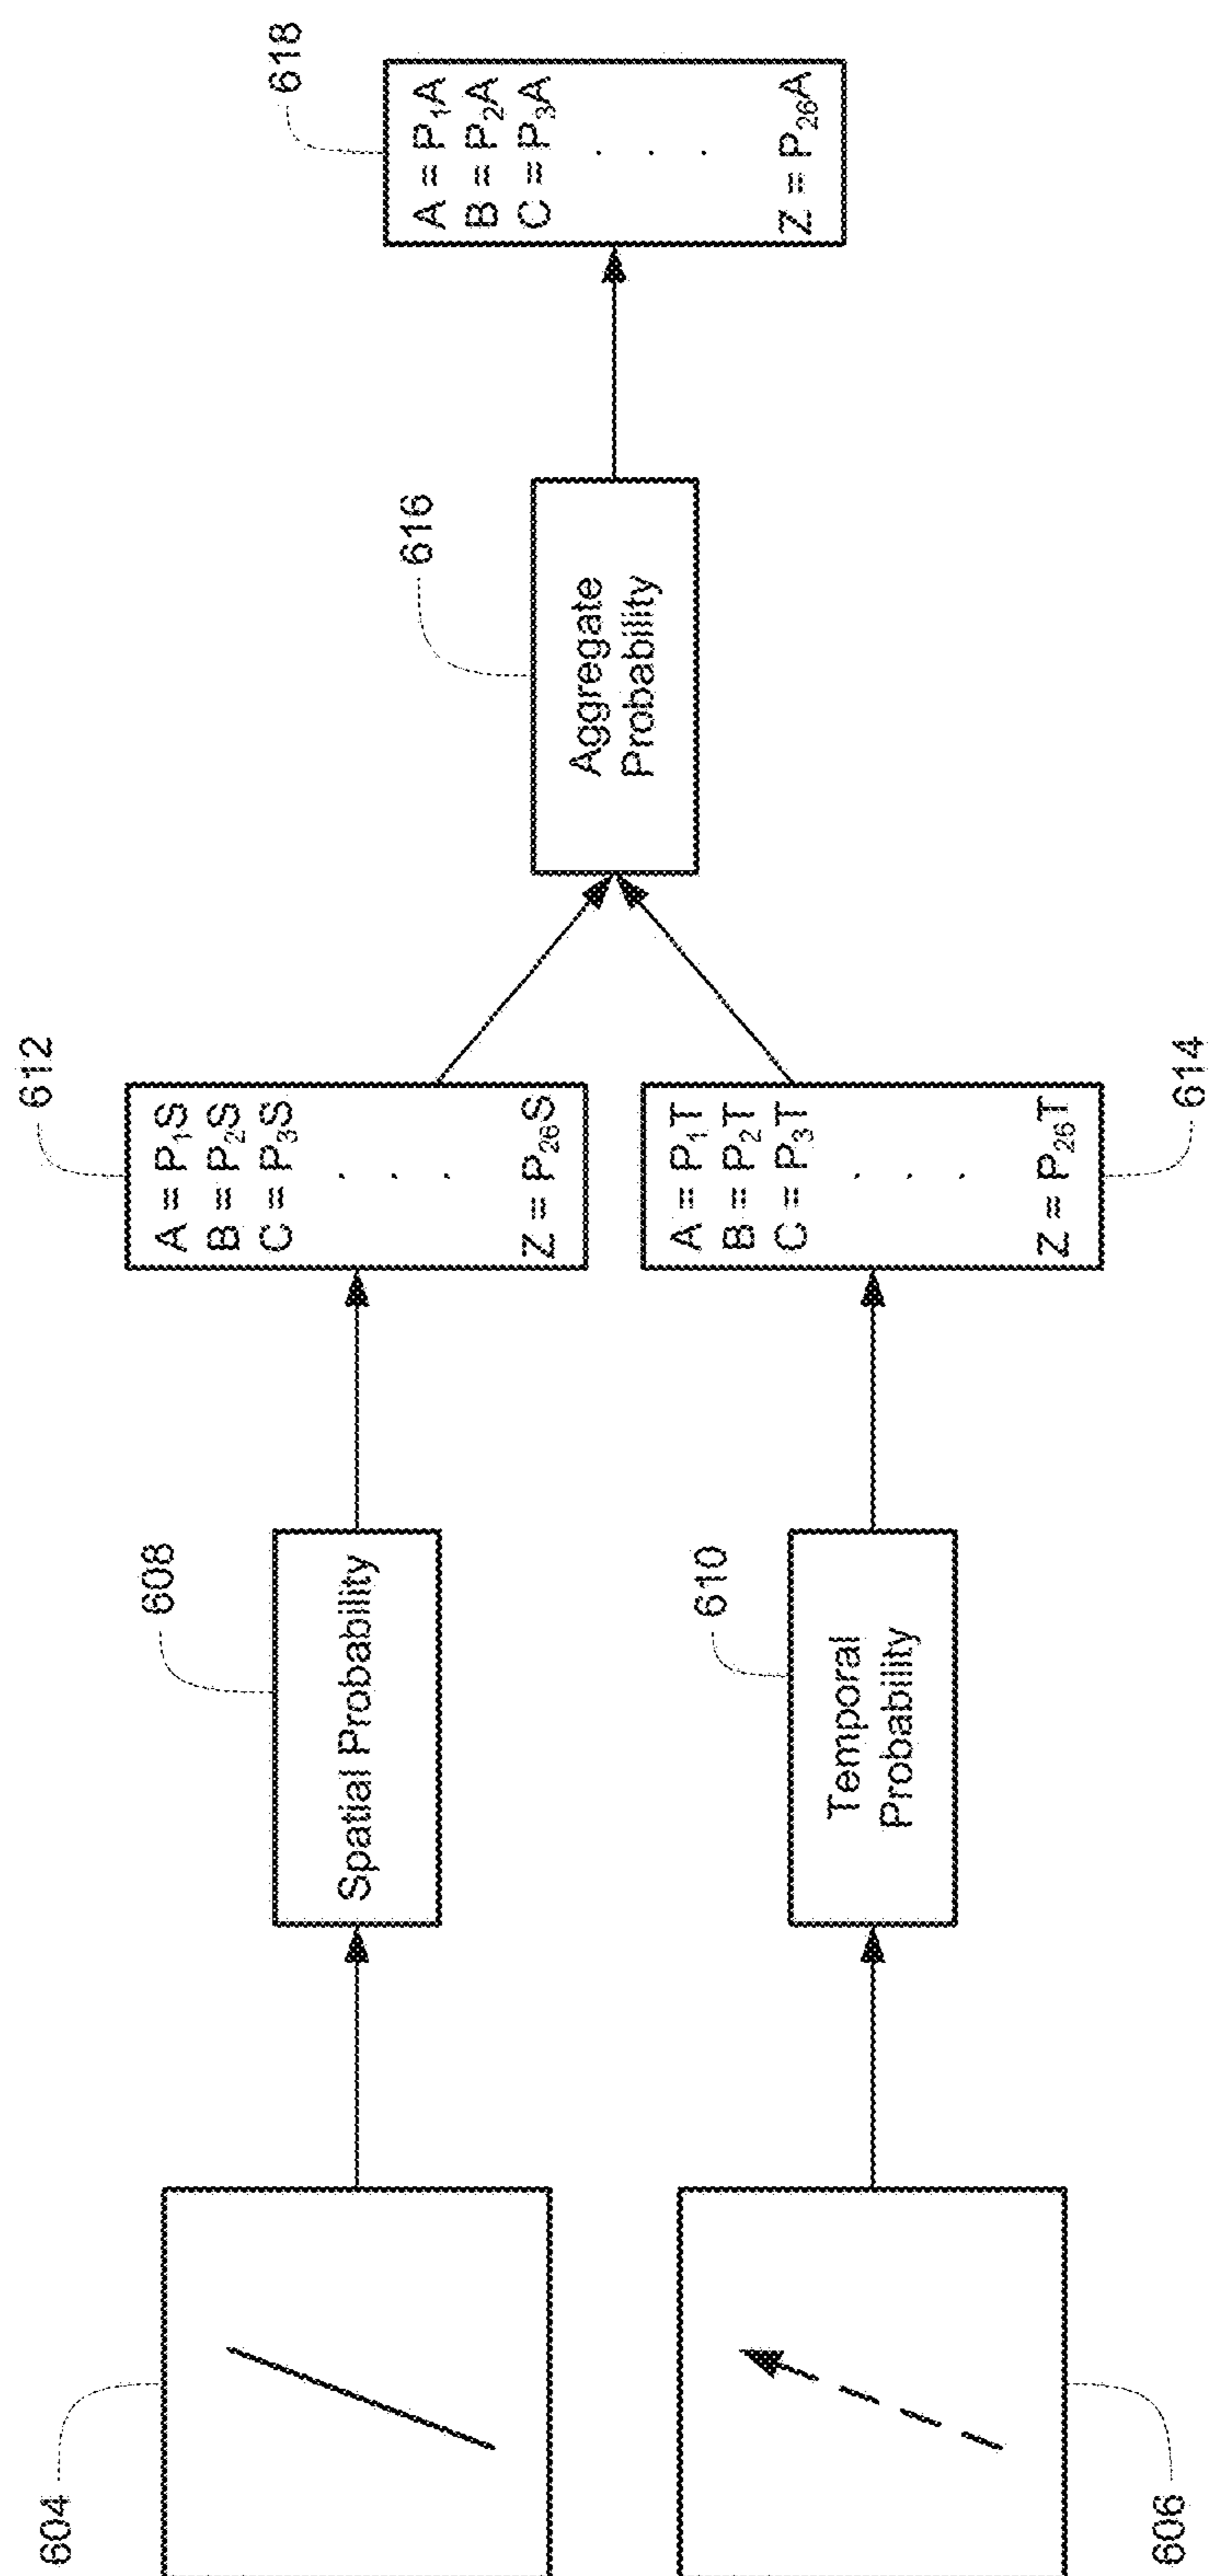 604
606
608
Spatial Probability
610
Temporal
Probability
612
A = P₁S
B = P₂S
C = P₃S
.
.
.
Z = P₂₆S
A = P₁T
B = P₂T
C = P₃T
.
.
.
Z = P₂₆T
614
616
Aggregate
Probability
618
A = P₁A
B = P₂A
C = P₃A
.
.
.
Z = P₂₆A